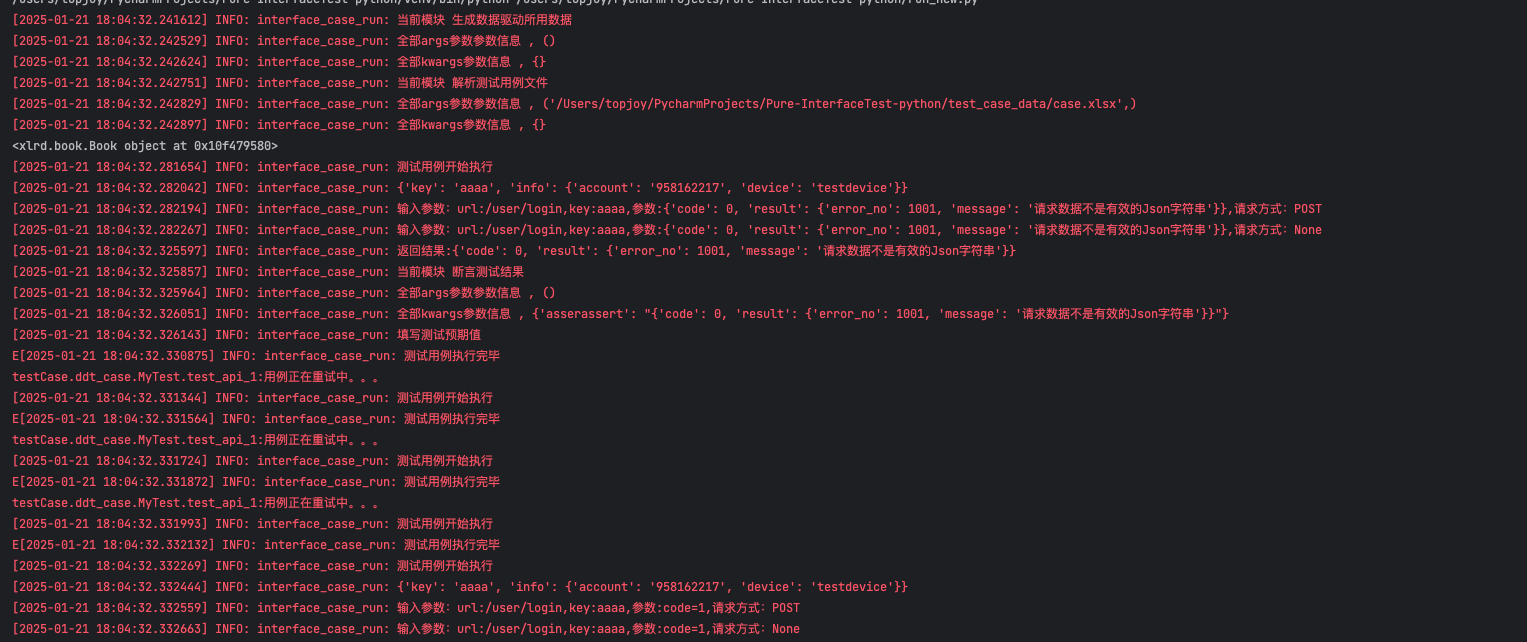 /Users/topjoy/PycharmProjects/Pure-InterfaceTest-python/venv/bin/python /Users/topjoy/PycharmProjects/Pure-InterfaceTest-python/run_new.py
[2025-01-21 18:04:32.241612] INFO: interface_case_run: 当前模块 生成数据驱动所用数据
[2025-01-21 18:04:32.242529] INFO: interface_case_run: 全部args参数参数信息 , ()
[2025-01-21 18:04:32.242624] INFO: interface_case_run: 全部kwargs参数信息 , {}
[2025-01-21 18:04:32.242751] INFO: interface_case_run: 当前模块 解析测试用例文件
[2025-01-21 18:04:32.242829] INFO: interface_case_run: 全部args参数参数信息 , ('/Users/topjoy/PycharmProjects/Pure-InterfaceTest-python/test_case_data/case.xlsx',)
[2025-01-21 18:04:32.242897] INFO: interface_case_run: 全部kwargs参数信息 , {}
<xlrd.book.Book object at 0x10f479580>
[2025-01-21 18:04:32.281654] INFO: interface_case_run: 测试用例开始执行
[2025-01-21 18:04:32.282042] INFO: interface_case_run: {'key': 'aaaa', 'info': {'account': '958162217', 'device': 'testdevice'}}
[2025-01-21 18:04:32.282194] INFO: interface_case_run: 输入参数：url:/user/login,key:aaaa,参数:{'code': 0, 'result': {'error_no': 1001, 'message': '请求数据不是有效的Json字符串'}},请求方式：POST
[2025-01-21 18:04:32.282267] INFO: interface_case_run: 输入参数：url:/user/login,key:aaaa,参数:{'code': 0, 'result': {'error_no': 1001, 'message': '请求数据不是有效的Json字符串'}},请求方式：None
[2025-01-21 18:04:32.325597] INFO: interface_case_run: 返回结果:{'code': 0, 'result': {'error_no': 1001, 'message': '请求数据不是有效的Json字符串'}}
[2025-01-21 18:04:32.325857] INFO: interface_case_run: 当前模块 断言测试结果
[2025-01-21 18:04:32.325964] INFO: interface_case_run: 全部args参数参数信息 , ()
[2025-01-21 18:04:32.326051] INFO: interface_case_run: 全部kwargs参数信息 , {'asserassert': "{'code': 0, 'result': {'error_no': 1001, 'message': '请求数据不是有效的Json字符串'}}"}
[2025-01-21 18:04:32.326143] INFO: interface_case_run: 填写测试预期值
E[2025-01-21 18:04:32.330875] INFO: interface_case_run: 测试用例执行完毕
testCase.ddt_case.MyTest.test_api_1:用例正在重试中。。。
[2025-01-21 18:04:32.331344] INFO: interface_case_run: 测试用例开始执行
E[2025-01-21 18:04:32.331564] INFO: interface_case_run: 测试用例执行完毕
testCase.ddt_case.MyTest.test_api_1:用例正在重试中。。。
[2025-01-21 18:04:32.331724] INFO: interface_case_run: 测试用例开始执行
E[2025-01-21 18:04:32.331872] INFO: interface_case_run: 测试用例执行完毕
testCase.ddt_case.MyTest.test_api_1:用例正在重试中。。。
[2025-01-21 18:04:32.331993] INFO: interface_case_run: 测试用例开始执行
E[2025-01-21 18:04:32.332132] INFO: interface_case_run: 测试用例执行完毕
[2025-01-21 18:04:32.332269] INFO: interface_case_run: 测试用例开始执行
[2025-01-21 18:04:32.332444] INFO: interface_case_run: {'key': 'aaaa', 'info': {'account': '958162217', 'device': 'testdevice'}}
[2025-01-21 18:04:32.332559] INFO: interface_case_run: 输入参数：url:/user/login,key:aaaa,参数:code=1,请求方式：POST
[2025-01-21 18:04:32.332663] INFO: interface_case_run: 输入参数：url:/user/login,key:aaaa,参数:code=1,请求方式：None